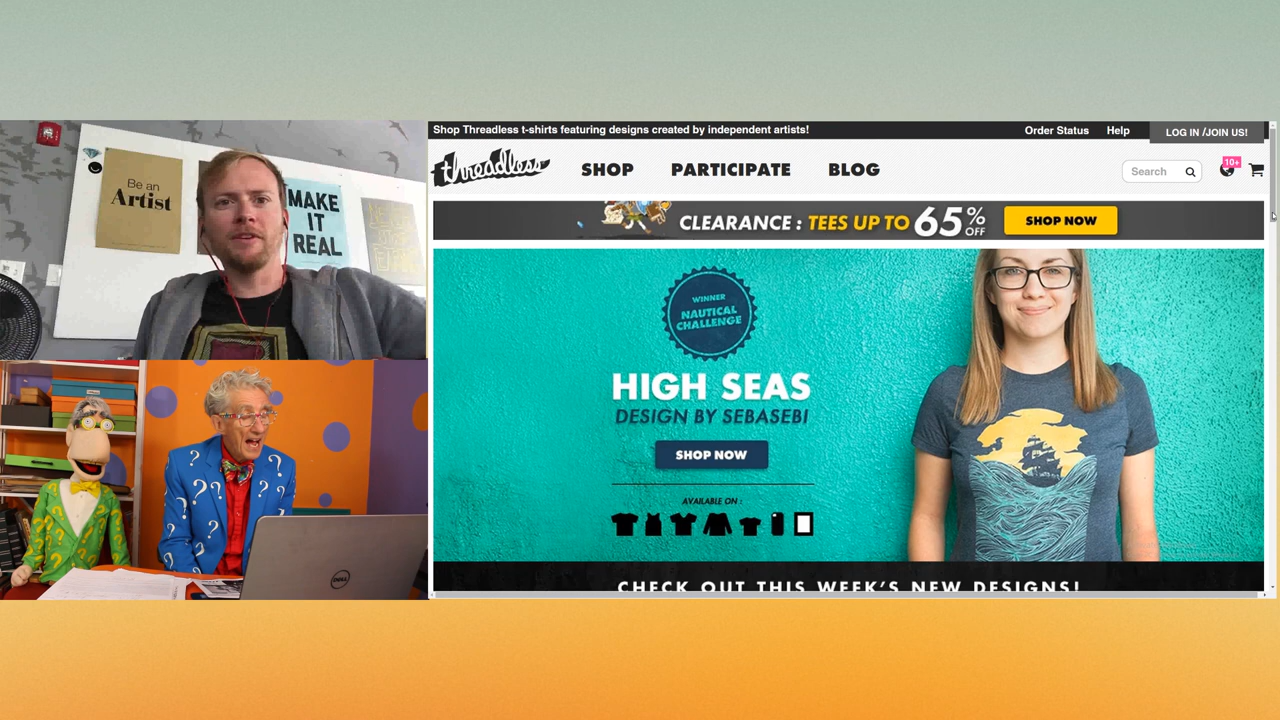 Be an
Artist
MAKE
IT
REAL
DELL
Shop Threadless t-shirts featuring designs created by independent artists!
Order Status
Help
LOG IN /JOIN US!
threadless
SHOP
PARTICIPATE
BLOG
Search
10+
CLEARANCE : TEES UP TO 65% OFF
SHOP NOW
WINNER
NAUTICAL
CHALLENGE
HIGH SEAS
DESIGN BY SEBASEBI
SHOP NOW
AVAILABLE ON :
CHECK OUT THIS WEEK'S NEW DESIGNS!